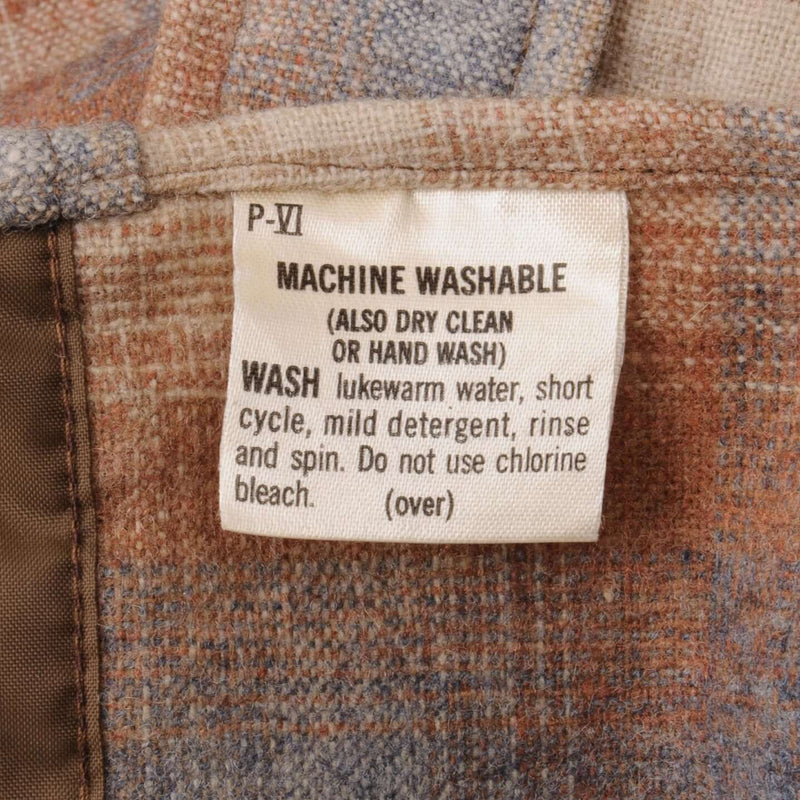 P-VI
MACHINE WASHABLE
(ALSO DRY CLEAN
OR HAND WASH)
WASH lukewarm water, short
cycle, mild detergent, rinse
and spin. Do not use chlorine
bleach. (over)